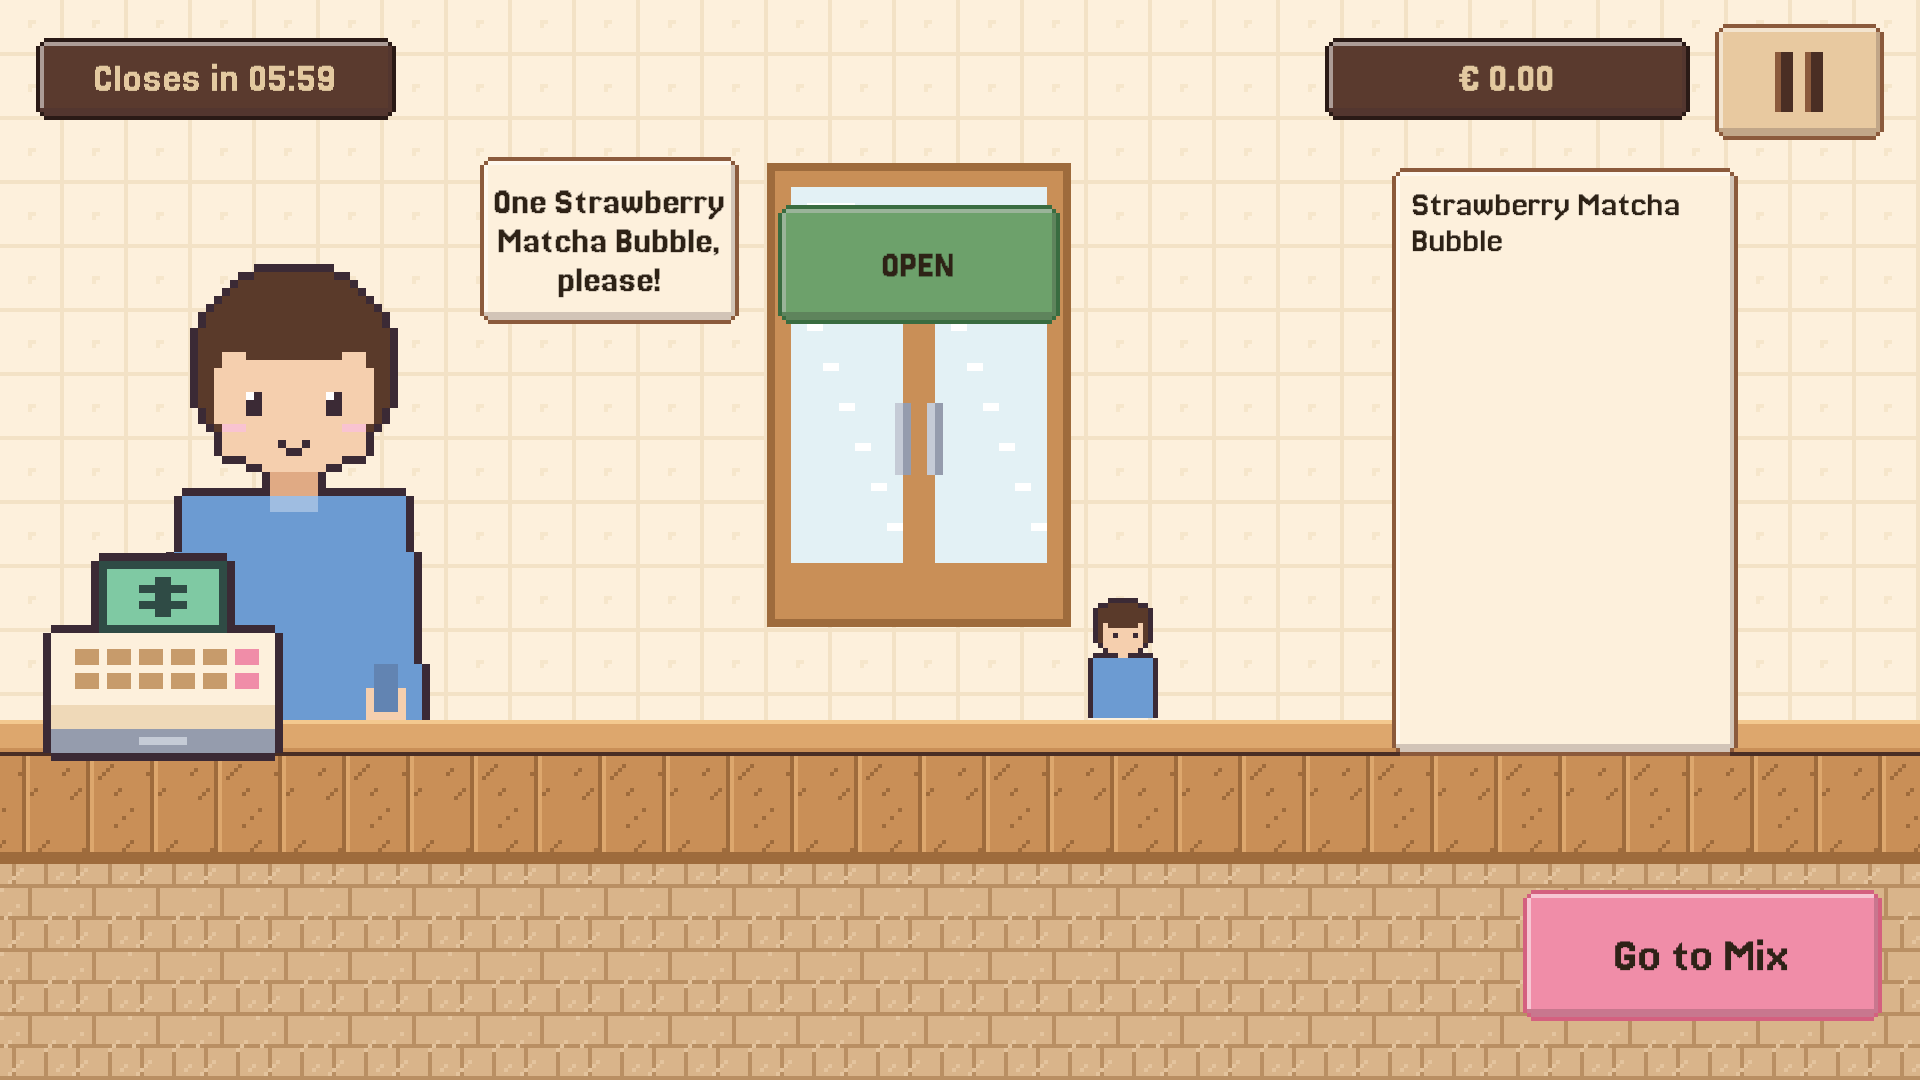 Closes in 05:59
€ 0.00
One Strawberry
Matcha Bubble,
please!
OPEN
Strawberry Matcha
Bubble
Go to Mix